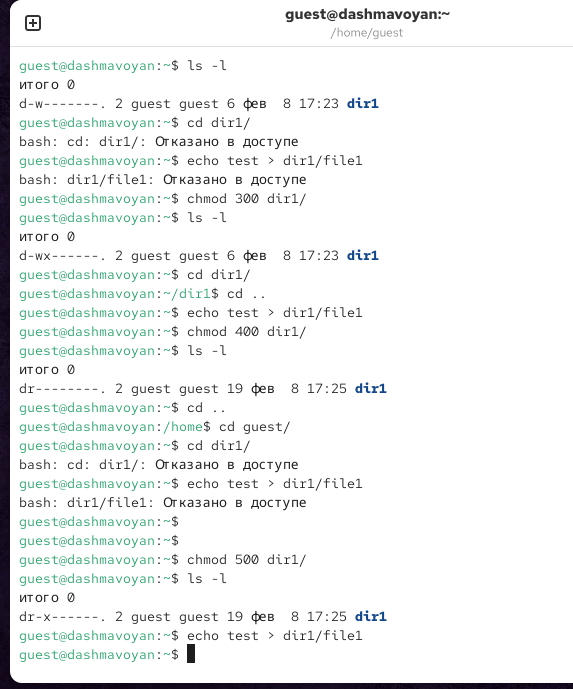 guest@dashmavoyan:~
/home/guest
guest@dashmavoyan:~$ ls -l
итого 0
d-w-------. 2 guest guest 6 фев  8 17:23 dir1
guest@dashmavoyan:~$ cd dir1/
bash: cd: dir1/: Отказано в доступе
guest@dashmavoyan:~$ echo test > dir1/file1
bash: dir1/file1: Отказано в доступе
guest@dashmavoyan:~$ chmod 300 dir1/
guest@dashmavoyan:~$ ls -l
итого 0
d-wx------. 2 guest guest 6 фев  8 17:23 dir1
guest@dashmavoyan:~$ cd dir1/
guest@dashmavoyan:~/dir1$ cd ..
guest@dashmavoyan:~$ echo test > dir1/file1
guest@dashmavoyan:~$ chmod 400 dir1/
guest@dashmavoyan:~$ ls -l
итого 0
dr--------. 2 guest guest 19 фев  8 17:25 dir1
guest@dashmavoyan:~$ cd ..
guest@dashmavoyan:/home$ cd guest/
guest@dashmavoyan:~$ cd dir1/
bash: cd: dir1/: Отказано в доступе
guest@dashmavoyan:~$ echo test > dir1/file1
bash: dir1/file1: Отказано в доступе
guest@dashmavoyan:~$
guest@dashmavoyan:~$
guest@dashmavoyan:~$ chmod 500 dir1/
guest@dashmavoyan:~$ ls -l
итого 0
dr-x------. 2 guest guest 19 фев  8 17:25 dir1
guest@dashmavoyan:~$ echo test > dir1/file1
guest@dashmavoyan:~$